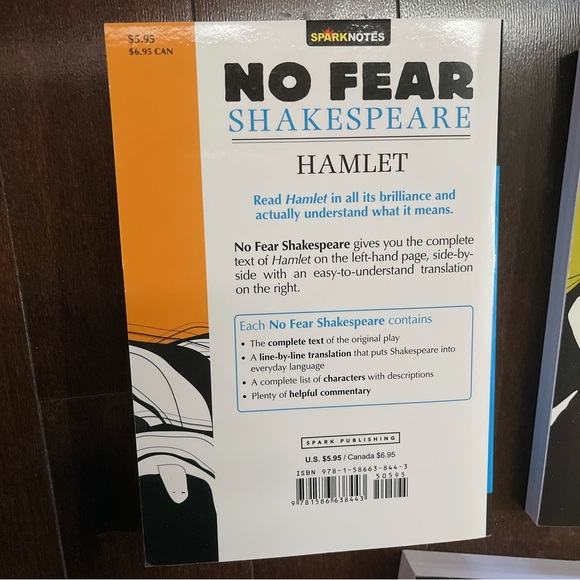 $5.95
$6.95 CAN
SPARKNOTES
NO FEAR
SHAKESPEARE
HAMLET
Read Hamlet in all its brilliance and
actually understand what it means.
No Fear Shakespeare gives you the complete
text of Hamlet on the left-hand page, side-by-
side with an easy-to-understand translation
on the right.
Each No Fear Shakespeare contains
• The complete text of the original play
• A line-by-line translation that puts Shakespeare into
everyday language
• A complete list of characters with descriptions
• Plenty of helpful commentary
SPARK PUBLISHING
U.S. $5.95 / Canada $6.95
ISBN 978-1-58663-844-3
50595
9 781586 638443